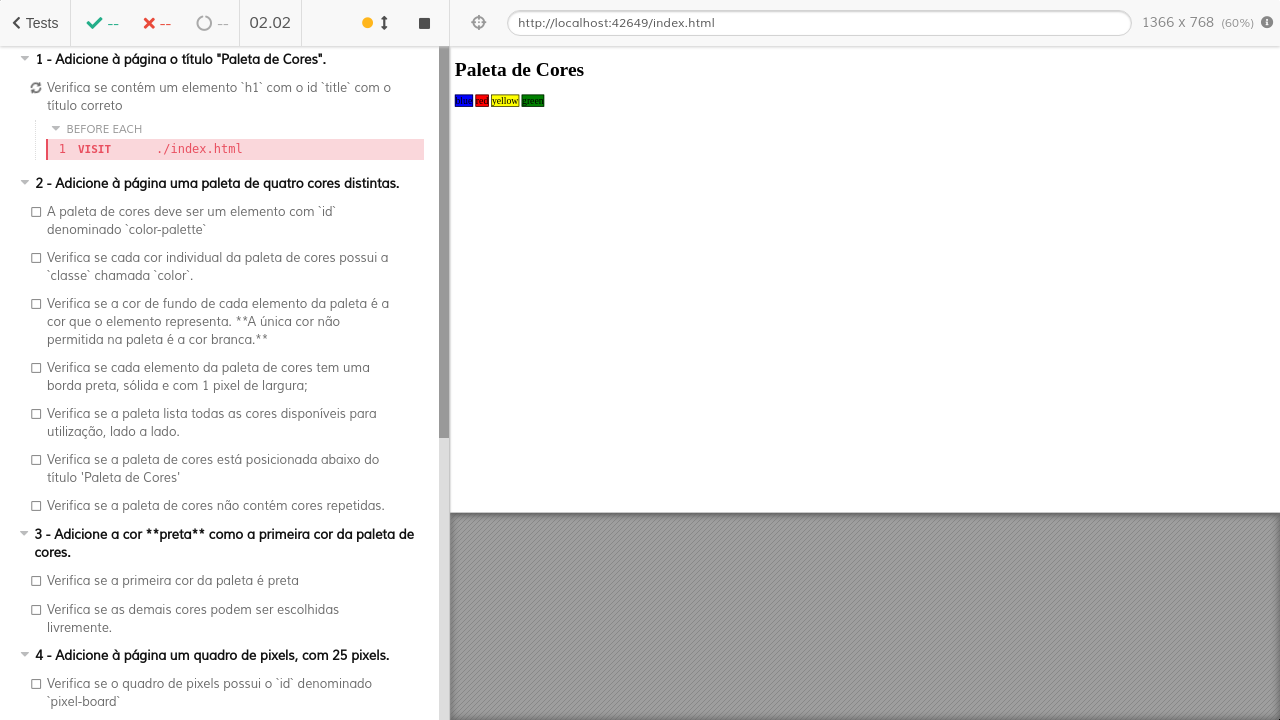 Tests
--
--
--
02.02
http://localhost:42649/index.html
1366 x 768 (60%)
1 - Adicione à página o título "Paleta de Cores".
Verifica se contém um elemento `h1` com o id `title` com o
título correto
BEFORE EACH
1 VISIT ./index.html
2 - Adicione à página uma paleta de quatro cores distintas.
A paleta de cores deve ser um elemento com `id`
denominado `color-palette`
Verifica se cada cor individual da paleta de cores possui a
`classe` chamada `color`.
Verifica se a cor de fundo de cada elemento da paleta é a
cor que o elemento representa. **A única cor não
permitida na paleta é a cor branca.**
Verifica se cada elemento da paleta de cores tem uma
borda preta, sólida e com 1 pixel de largura;
Verifica se a paleta lista todas as cores disponíveis para
utilização, lado a lado.
Verifica se a paleta de cores está posicionada abaixo do
título 'Paleta de Cores'
Verifica se a paleta de cores não contém cores repetidas.
3 - Adicione a cor **preta** como a primeira cor da paleta de
cores.
Verifica se a primeira cor da paleta é preta
Verifica se as demais cores podem ser escolhidas
livremente.
4 - Adicione à página um quadro de pixels, com 25 pixels.
Verifica se o quadro de pixels possui o `id` denominado
`pixel-board`
Paleta de Cores
red yellow green